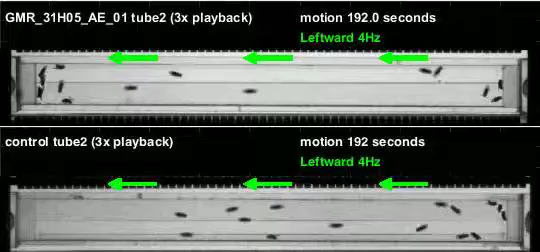 GMR_31H05_AE_01 tube2 (3x playback) motion 192.0 seconds
Leftward 4Hz
control tube2 (3x playback) motion 192 seconds
Leftward 4Hz